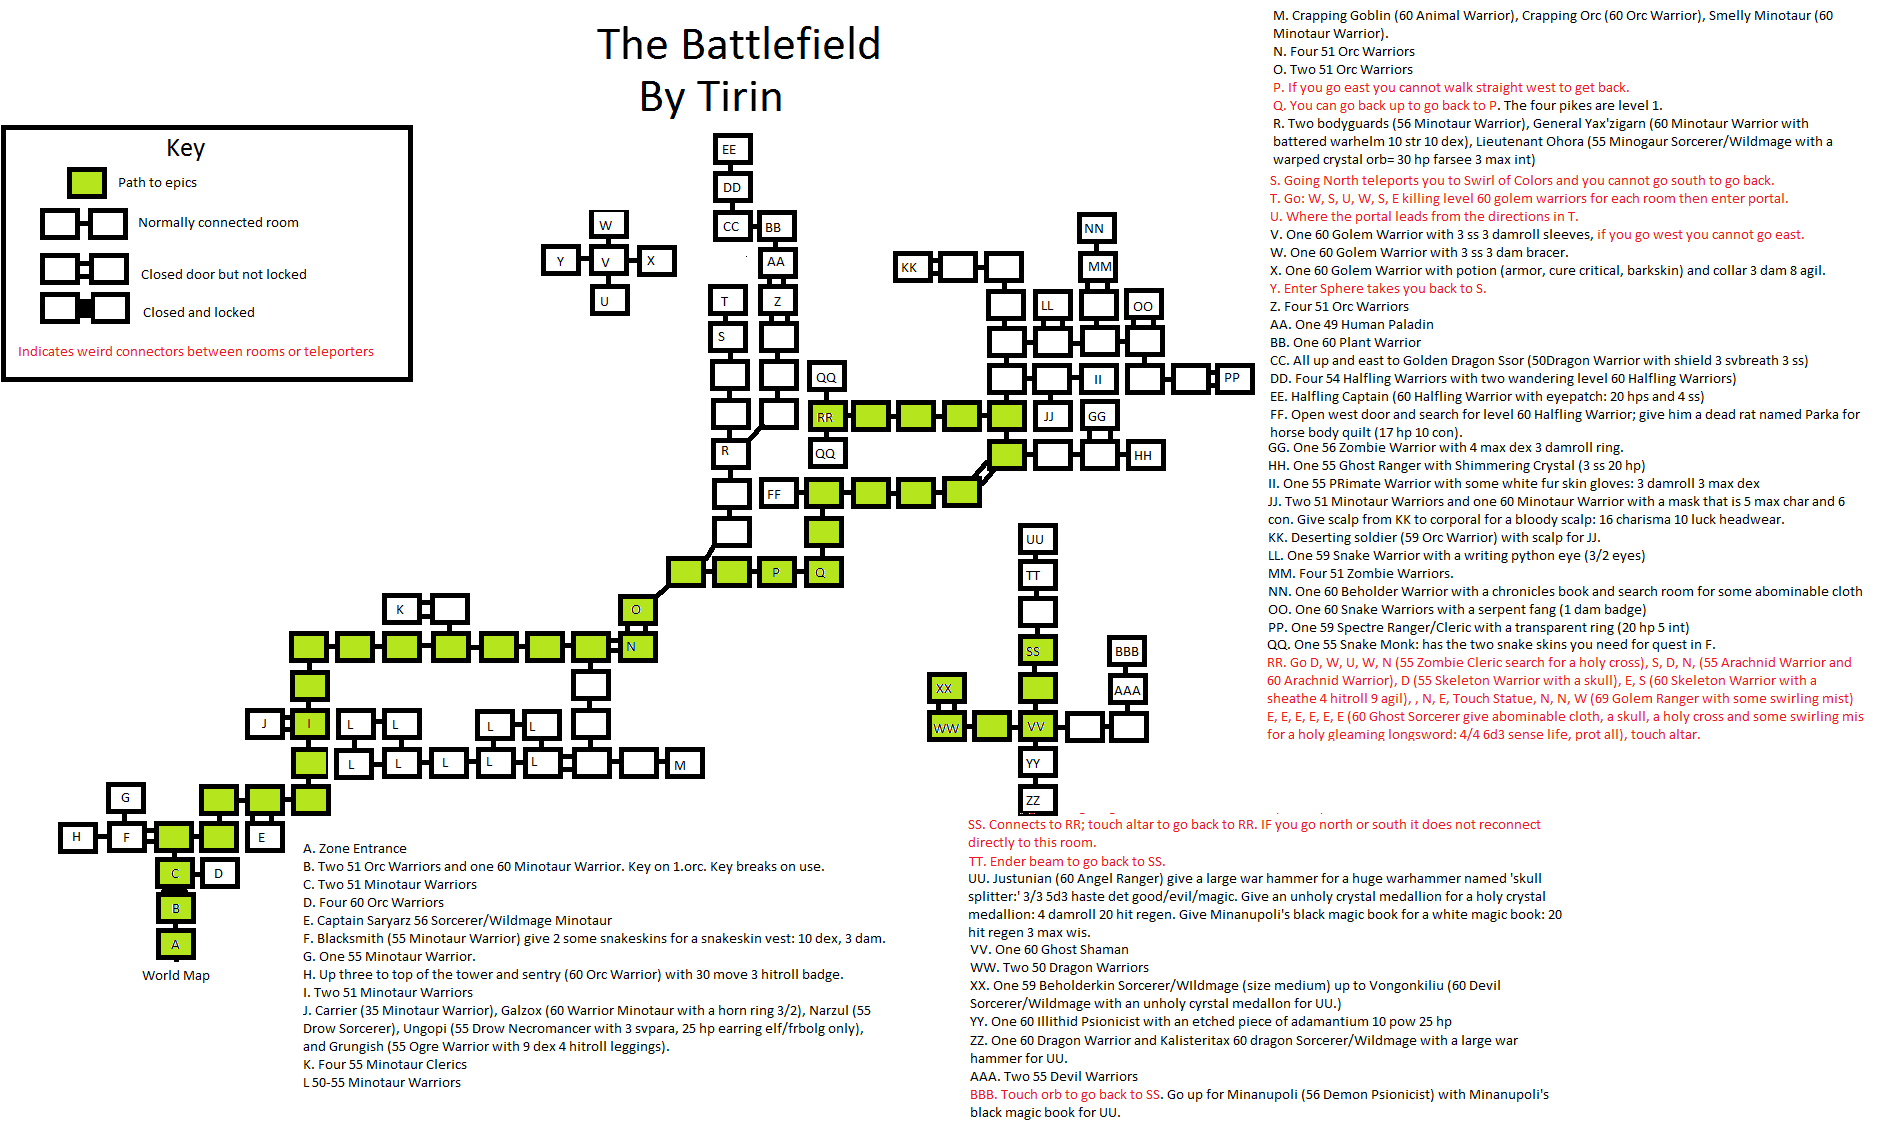 The Battlefield
By Tirin
Key
Path to epics
Normally connected room
Closed door but not locked
Closed and locked
Indicates weird connectors between rooms or teleporters
M. Crapping Goblin (60 Animal Warrior), Crapping Orc (60 Orc Warrior), Smelly Minotaur (60
Minotaur Warrior).
N. Four 51 Orc Warriors
O. Two 51 Orc Warriors
P. If you go east you cannot walk straight west to get back.
Q. You can go back up to go back to P. The four pikes are level 1.
R. Two bodyguards (56 Minotaur Warrior), General Yax'zigarn (60 Minotaur Warrior with
battered warhelm 10 str 10 dex), Lieutenant Ohora (55 Minogaur Sorcerer/Wildmage with a
warped crystal orb= 30 hp farsee 3 max int)
S. Going North teleports you to Swirl of Colors and you cannot go south to go back.
T. Go: W, S, U, W, S, E killing level 60 golem warriors for each room then enter portal.
U. Where the portal leads from the directions in T.
V. One 60 Golem Warrior with 3 ss 3 damroll sleeves, if you go west you cannot go east.
W. One 60 Golem Warrior with 3 ss 3 dam bracer.
X. One 60 Golem Warrior with potion (armor, cure critical, barkskin) and collar 3 dam 8 agil.
Y. Enter Sphere takes you back to S.
Z. Four 51 Orc Warriors
AA. One 49 Human Paladin
BB. One 60 Plant Warrior
CC. All up and east to Golden Dragon Ssor (50Dragon Warrior with shield 3 svbreath 3 ss)
DD. Four 54 Halfling Warriors with two wandering level 60 Halfling Warriors)
EE. Halfling Captain (60 Halfling Warrior with eyepatch: 20 hps and 4 ss)
FF. Open west door and search for level 60 Halfling Warrior; give him a dead rat named Parka for
horse body quilt (17 hp 10 con).
GG. One 56 Zombie Warrior with 4 max dex 3 damroll ring.
HH. One 55 Ghost Ranger with Shimmering Crystal (3 ss 20 hp)
II. One 55 PRimate Warrior with some white fur skin gloves: 3 damroll 3 max dex
JJ. Two 51 Minotaur Warriors and one 60 Minotaur Warrior with a mask that is 5 max char and 6
con. Give scalp from KK to corporal for a bloody scalp: 16 charisma 10 luck headwear.
KK. Deserting soldier (59 Orc Warrior) with scalp for JJ.
LL. One 59 Snake Warrior with a writing python eye (3/2 eyes)
MM. Four 51 Zombie Warriors.
NN. One 60 Beholder Warrior with a chronicles book and search room for some abominable cloth
OO. One 60 Snake Warriors with a serpent fang (1 dam badge)
PP. One 59 Spectre Ranger/Cleric with a transparent ring (20 hp 5 int)
QQ. One 55 Snake Monk: has the two snake skins you need for quest in F.
RR. Go D, W, U, W, N (55 Zombie Cleric search for a holy cross), S, D, N, (55 Arachnid Warrior and
60 Arachnid Warrior), D (55 Skeleton Warrior with a skull), E, S (60 Skeleton Warrior with a
sheathe 4 hitroll 9 agil), , N, E, Touch Statue, N, N, W (69 Golem Ranger with some swirling mist)
E, E, E, E, E, E (60 Ghost Sorcerer give abominable cloth, a skull, a holy cross and some swirling mis
for a holy gleaming longsword: 4/4 6d3 sense life, prot all), touch altar.
EE
DD
CC
BB
AA
Z
T
S
R
W
Y
V
X
U
QQ
RR
QQ
FF
P
Q
KK
NN
MM
LL
OO
II
PP
JJ
GG
HH
K
O
N
J
I
L
L
L
L
L
L
L
L
L
M
G
H
F
E
C
D
B
A
World Map
UU
TT
SS
BBB
AAA
XX
WW
VV
YY
ZZ
A. Zone Entrance
B. Two 51 Orc Warriors and one 60 Minotaur Warrior. Key on 1.orc. Key breaks on use.
C. Two 51 Minotaur Warriors
D. Four 60 Orc Warriors
E. Captain Saryarz 56 Sorcerer/Wildmage Minotaur
F. Blacksmith (55 Minotaur Warrior) give 2 some snakeskins for a snakeskin vest: 10 dex, 3 dam.
G. One 55 Minotaur Warrior.
H. Up three to top of the tower and sentry (60 Orc Warrior) with 30 move 3 hitroll badge.
I. Two 51 Minotaur Warriors
J. Carrier (35 Minotaur Warrior), Galzox (60 Warrior Minotaur with a horn ring 3/2), Narzul (55
Drow Sorcerer), Ungopi (55 Drow Necromancer with 3 svpara, 25 hp earring elf/frbolg only),
and Grungish (55 Ogre Warrior with 9 dex 4 hitroll leggings).
K. Four 55 Minotaur Clerics
L 50-55 Minotaur Warriors
SS. Connects to RR; touch altar to go back to RR. IF you go north or south it does not reconnect
directly to this room.
TT. Ender beam to go back to SS.
UU. Justunian (60 Angel Ranger) give a large war hammer for a huge warhammer named 'skull
splitter:' 3/3 5d3 haste det good/evil/magic. Give an unholy crystal medallion for a holy crystal
medallion: 4 damroll 20 hit regen. Give Minanupoli's black magic book for a white magic book: 20
hit regen 3 max wis.
VV. One 60 Ghost Shaman
WW. Two 50 Dragon Warriors
XX. One 59 Beholderkin Sorcerer/WIldmage (size medium) up to Vongonkiliu (60 Devil
Sorcerer/Wildmage with an unholy cyrstal medallon for UU.)
YY. One 60 Illithid Psionicist with an etched piece of adamantium 10 pow 25 hp
ZZ. One 60 Dragon Warrior and Kalisteritax 60 dragon Sorcerer/Wildmage with a large war
hammer for UU.
AAA. Two 55 Devil Warriors
BBB. Touch orb to go back to SS. Go up for Minanupoli (56 Demon Psionicist) with Minanupoli's
black magic book for UU.